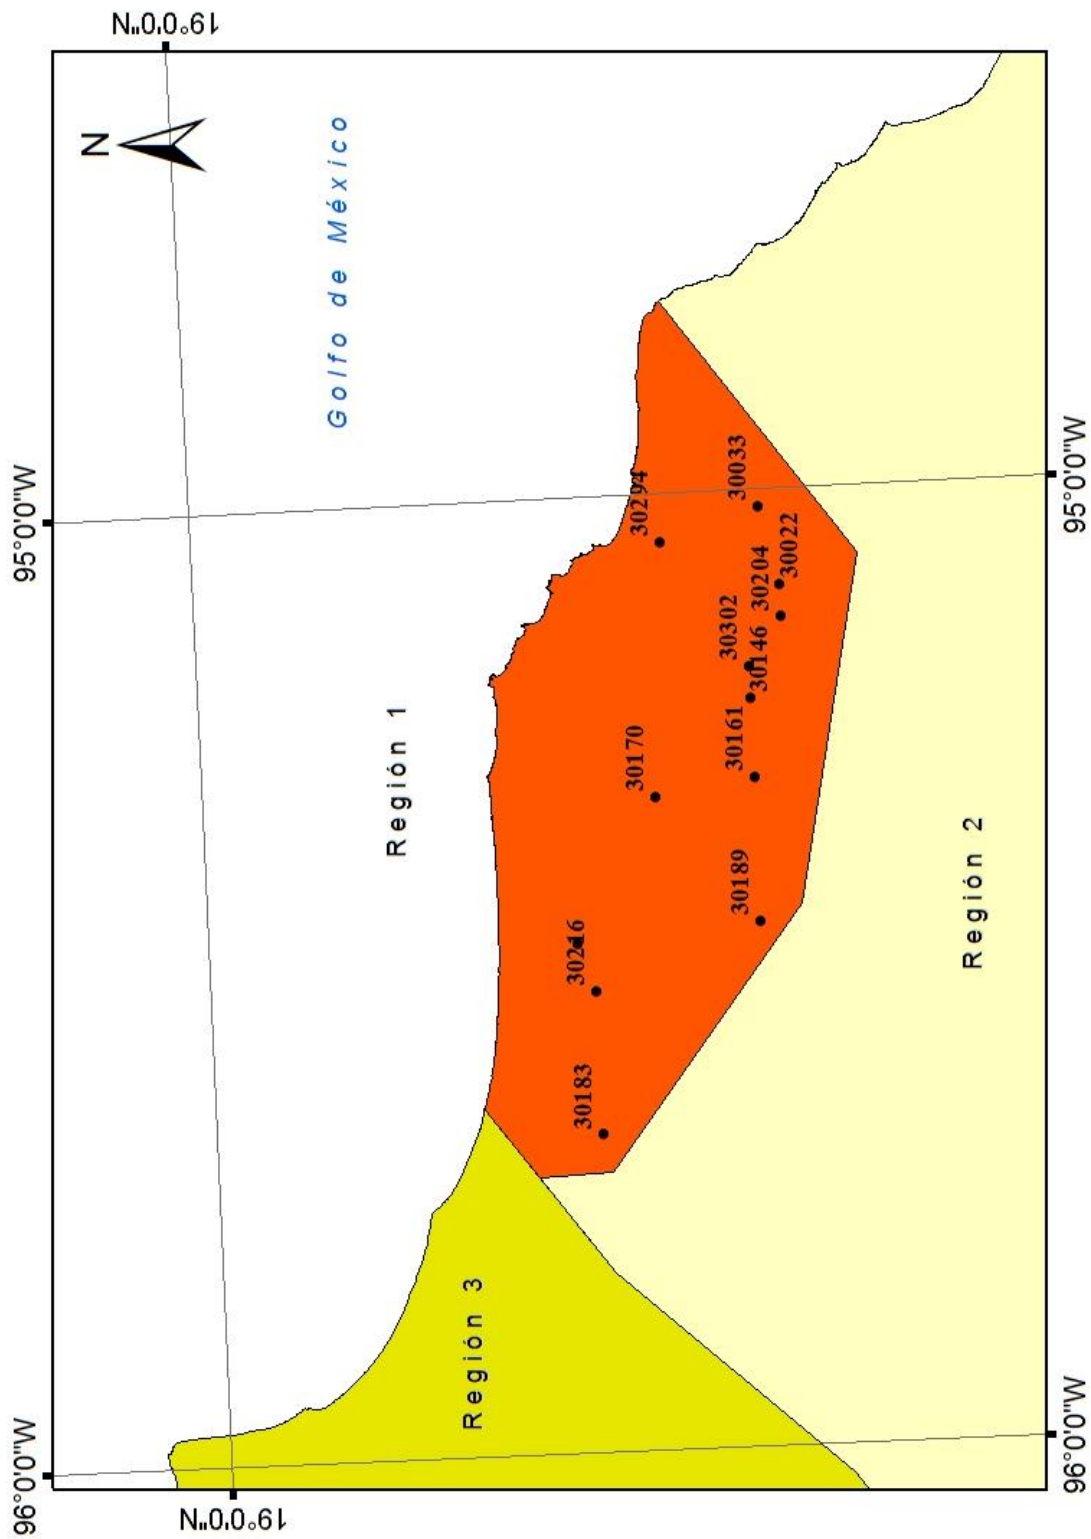 96°0'0"W
95°0'0"W
N
19°0'0"N
19°0'0"N
Golfo de México
Región 1
Región 3
30183
30216
30170
30294
30189
30161
30302
30146
30204
30022
30033
Región 2
96°0'0"W
95°0'0"W